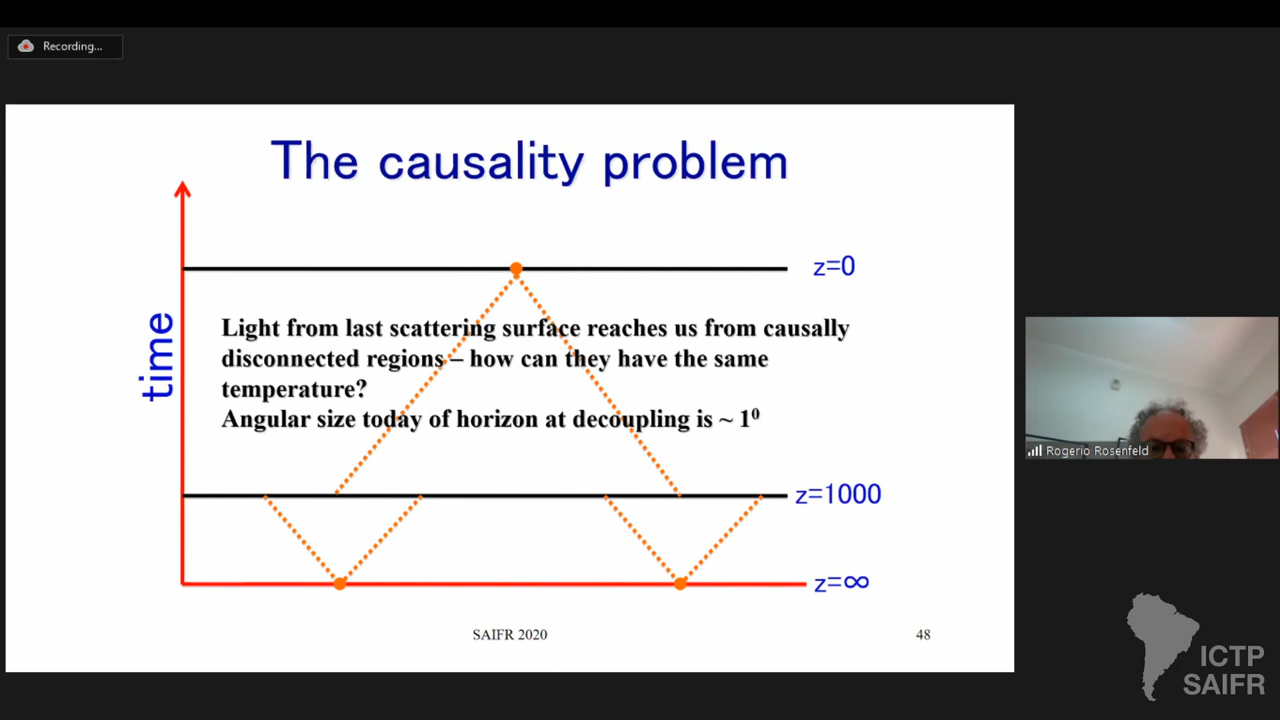 Recording...
The causality problem
z=0
time
Light from last scattering surface reaches us from causally
disconnected regions – how can they have the same
temperature?
Angular size today of horizon at decoupling is ~ 1⁰
Rogerio Rosenfeld
z=1000
z=∞
SAIFR 2020
48
ICTP
SAIFR